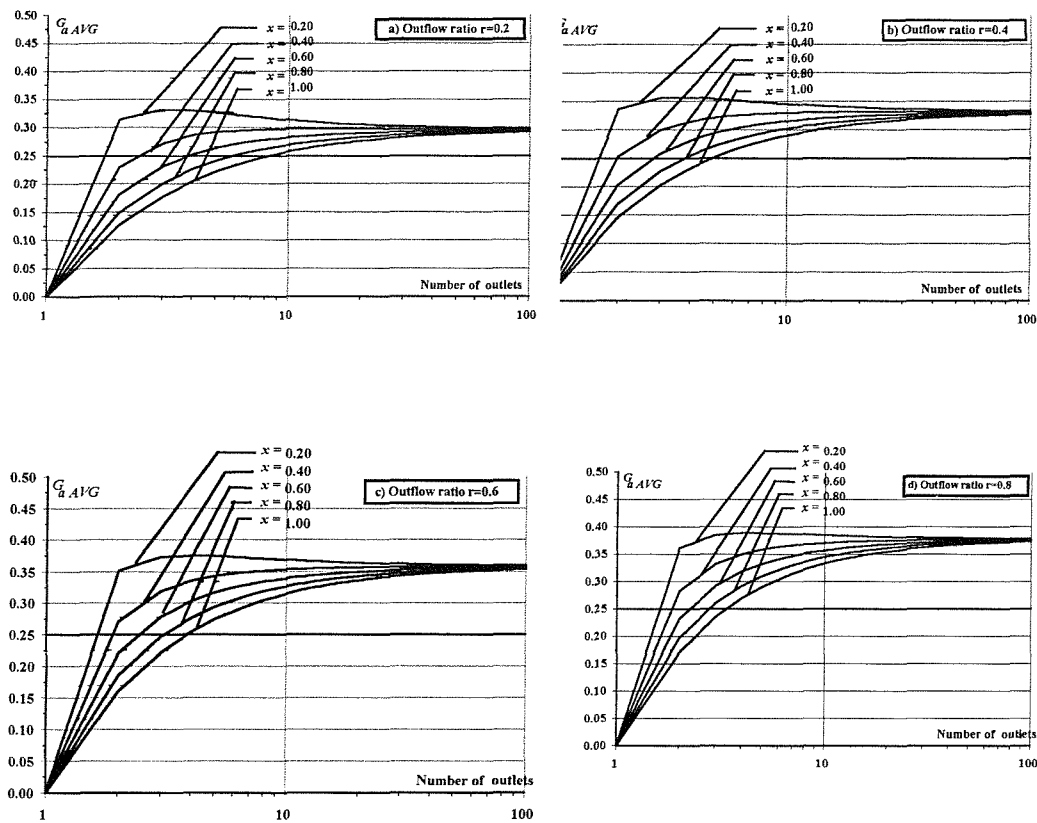 G
a AVG
0.50
0.45
0.40
0.35
0.30
0.25
0.20
0.15
0.10
0.05
0.00
x = 0.20
x = 0.40
x = 0.60
x = 0.80
x = 1.00
a) Outflow ratio r=0.2
Number of outlets
1
10
100
a AVG
x = 0.20
x = 0.40
x = 0.60
x = 0.80
x = 1.00
b) Outflow ratio r=0.4
Number of outlets
10
100
G
a AVG
0.50
0.45
0.40
0.35
0.30
0.25
0.20
0.15
0.10
0.05
0.00
x = 0.20
x = 0.40
x = 0.60
x = 0.80
x = 1.00
c) Outflow ratio r=0.6
Number of outlets
1
10
100
G
a AVG
0.50
0.45
0.40
0.35
0.30
0.25
0.20
0.15
0.10
0.05
0.00
x = 0.20
x = 0.40
x = 0.60
x = 0.80
x = 1.00
d) Outflow ratio r=0.8
Number of outlets
1
10
100